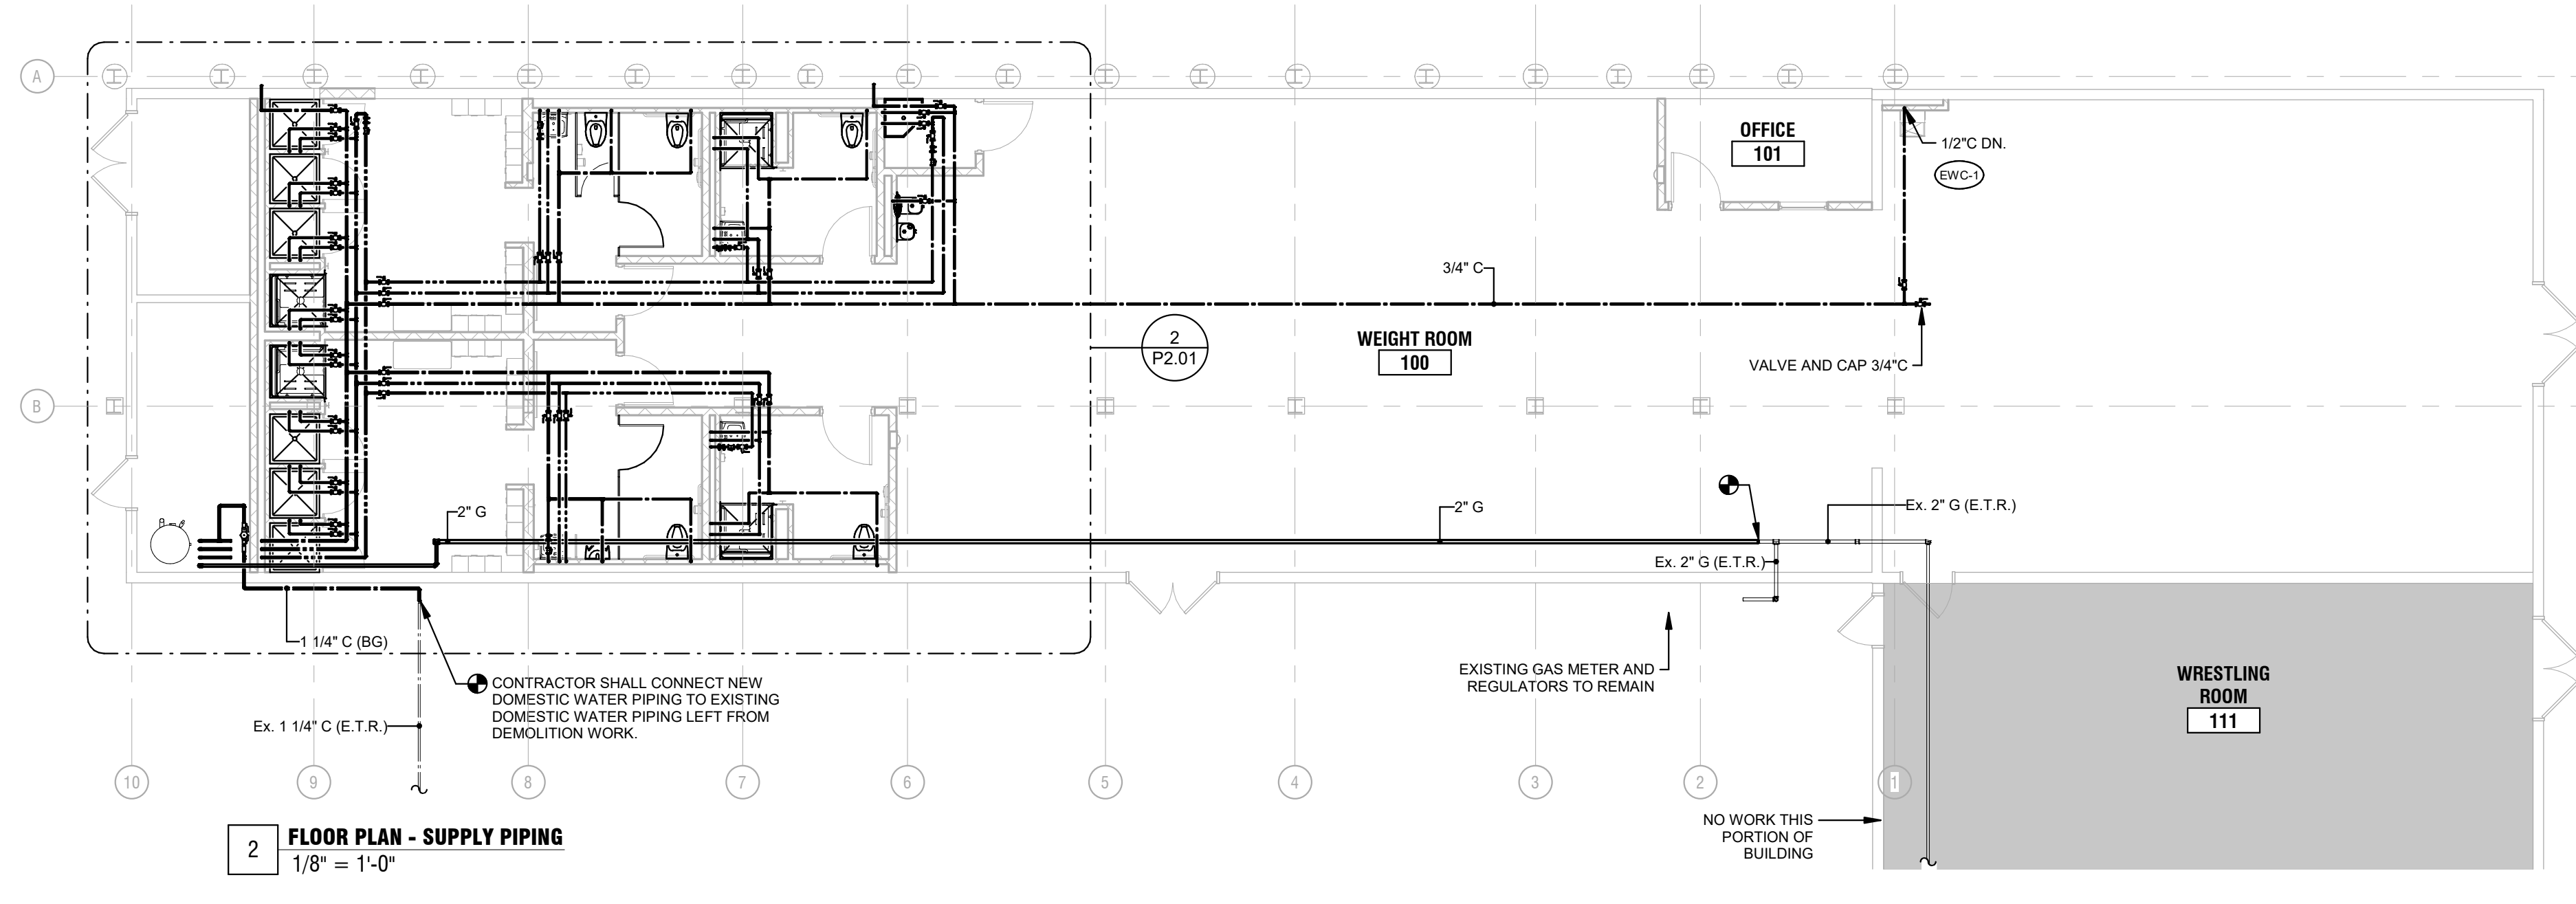 A
OFFICE
101
1/2"C DN.
EWC-1
3/4" C
2
P2.01
WEIGHT ROOM
100
VALVE AND CAP 3/4"C
B
2" G
2" G
Ex. 2" G (E.T.R.)
Ex. 2" G (E.T.R.)
1 1/4" C (BG)
CONTRACTOR SHALL CONNECT NEW
DOMESTIC WATER PIPING TO EXISTING
DOMESTIC WATER PIPING LEFT FROM
DEMOLITION WORK.
Ex. 1 1/4" C (E.T.R.)
EXISTING GAS METER AND
REGULATORS TO REMAIN
WRESTLING
ROOM
111
10
9
8
7
6
5
4
3
2
1
NO WORK THIS
PORTION OF
BUILDING
2
FLOOR PLAN - SUPPLY PIPING
1/8" = 1'-0"